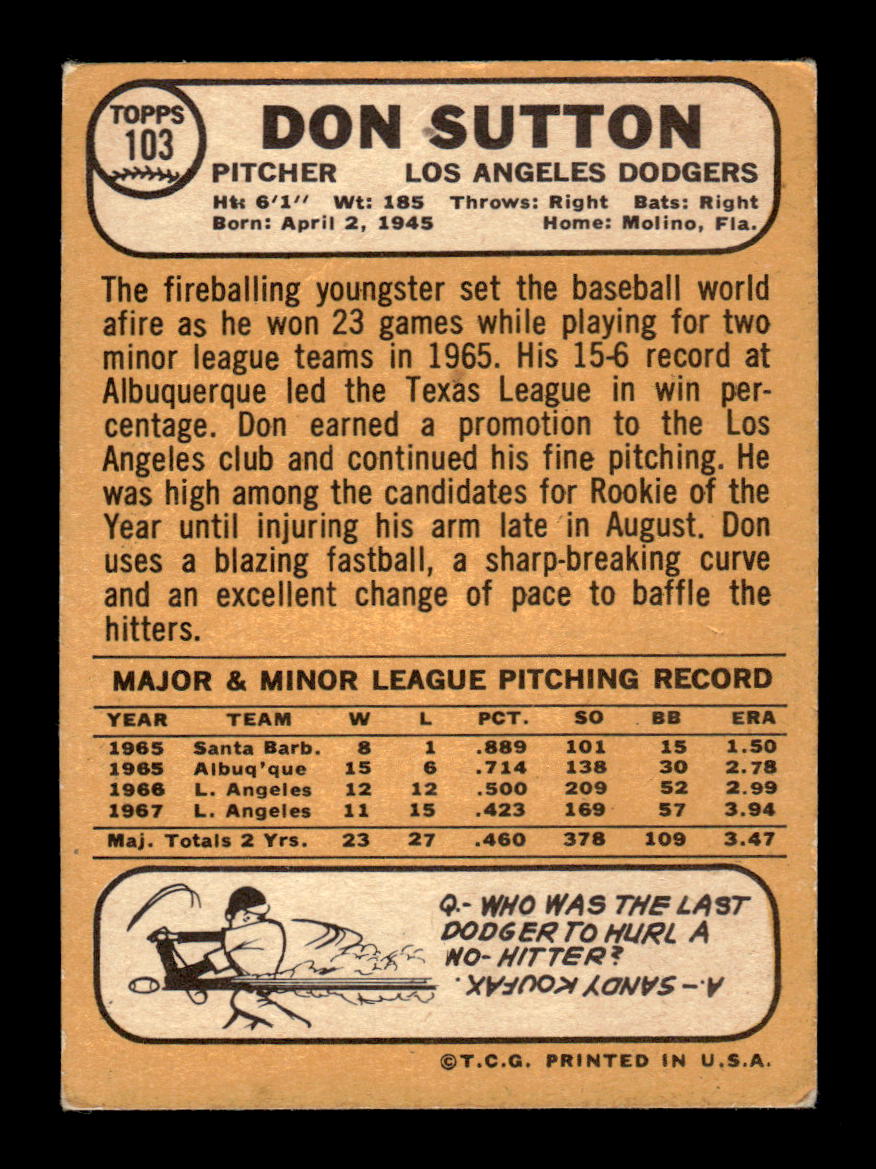 TOPPS
103
DON SUTTON
PITCHER LOS ANGELES DODGERS
Ht: 6'1" Wt: 185 Throws: Right Bats: Right
Born: April 2, 1945 Home: Molino, Fla.
The fireballing youngster set the baseball world
afire as he won 23 games while playing for two
minor league teams in 1965. His 15-6 record at
Albuquerque led the Texas League in win per-
centage. Don earned a promotion to the Los
Angeles club and continued his fine pitching. He
was high among the candidates for Rookie of the
Year until injuring his arm late in August. Don
uses a blazing fastball, a sharp-breaking curve
and an excellent change of pace to baffle the
hitters.
MAJOR & MINOR LEAGUE PITCHING RECORD
YEAR TEAM W L PCT. SO BB ERA
1965 Santa Barb. 8 1 .889 101 15 1.50
1965 Albuq'que 15 6 .714 138 30 2.78
1966 L. Angeles 12 12 .500 209 52 2.99
1967 L. Angeles 11 15 .423 169 57 3.94
Maj. Totals 2 Yrs. 23 27 .460 378 109 3.47
Q.- WHO WAS THE LAST
DODGER TO HURL A
NO-HITTER?
A.- SANDY KOUFAX.
©T.C.G. PRINTED IN U.S.A.